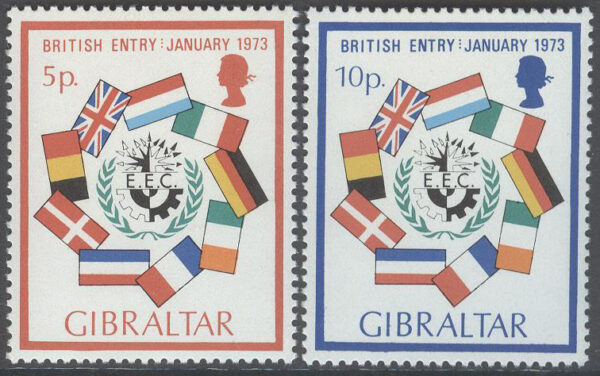 BRITISH ENTRY : JANUARY 1973
5p.
E.E.C.
GIBRALTAR
BRITISH ENTRY : JANUARY 1973
10p.
E.E.C.
GIBRALTAR